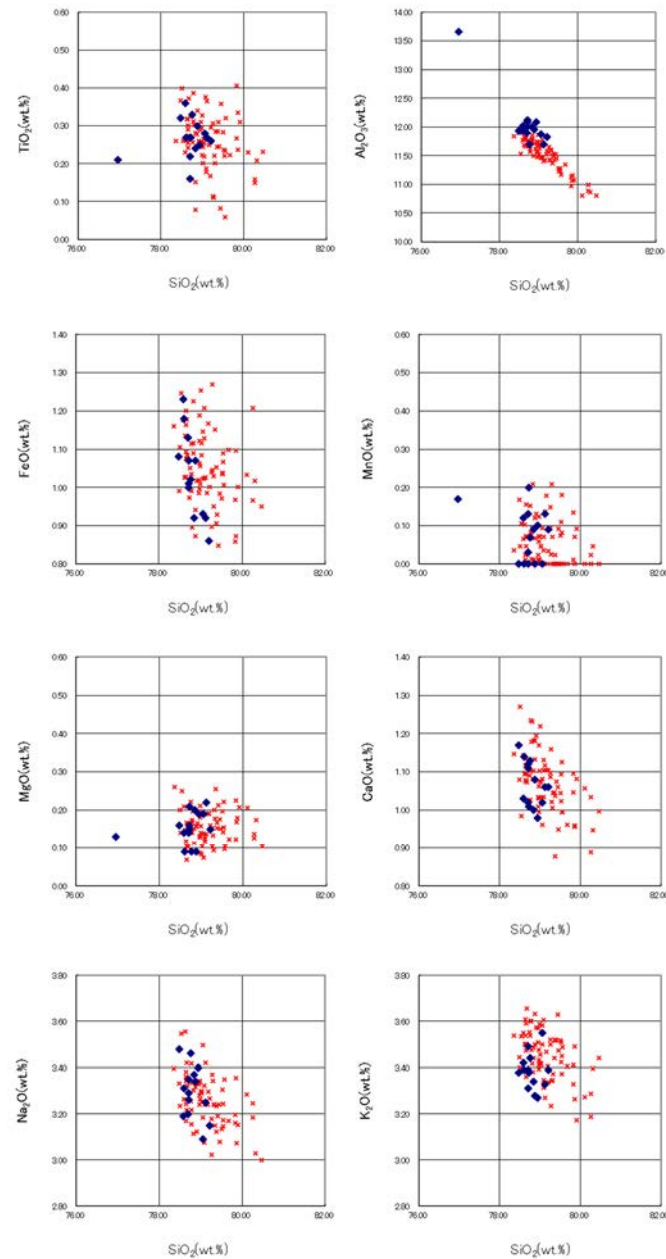 0.60 14.00
0.50 13.50
0.40 13.00
0.30 12.50
0.20 12.00
0.10 11.50
0.00 11.00
10.50
10.00
TiO₂(wt.%) Al₂O₃(wt.%)
76.00 78.00 80.00 82.00 76.00 78.00 80.00 82.00
SiO₂(wt.%) SiO₂(wt.%)
1.40 0.60
1.30 0.50
1.20 0.40
1.10 0.30
1.00 0.20
0.90 0.10
0.80 0.00
FeO(wt.%) MnO(wt.%)
76.00 78.00 80.00 82.00 76.00 78.00 80.00 82.00
SiO₂(wt.%) SiO₂(wt.%)
0.60 1.40
0.50 1.30
0.40 1.20
0.30 1.10
0.20 1.00
0.10 0.90
0.00 0.80
MgO(wt.%) CaO(wt.%)
76.00 78.00 80.00 82.00 76.00 78.00 80.00 82.00
SiO₂(wt.%) SiO₂(wt.%)
3.80 3.80
3.60 3.60
3.40 3.40
3.20 3.20
3.00 3.00
2.80 2.80
Na₂O(wt.%) K₂O(wt.%)
76.00 78.00 80.00 82.00 76.00 78.00 80.00 82.00
SiO₂(wt.%) SiO₂(wt.%)